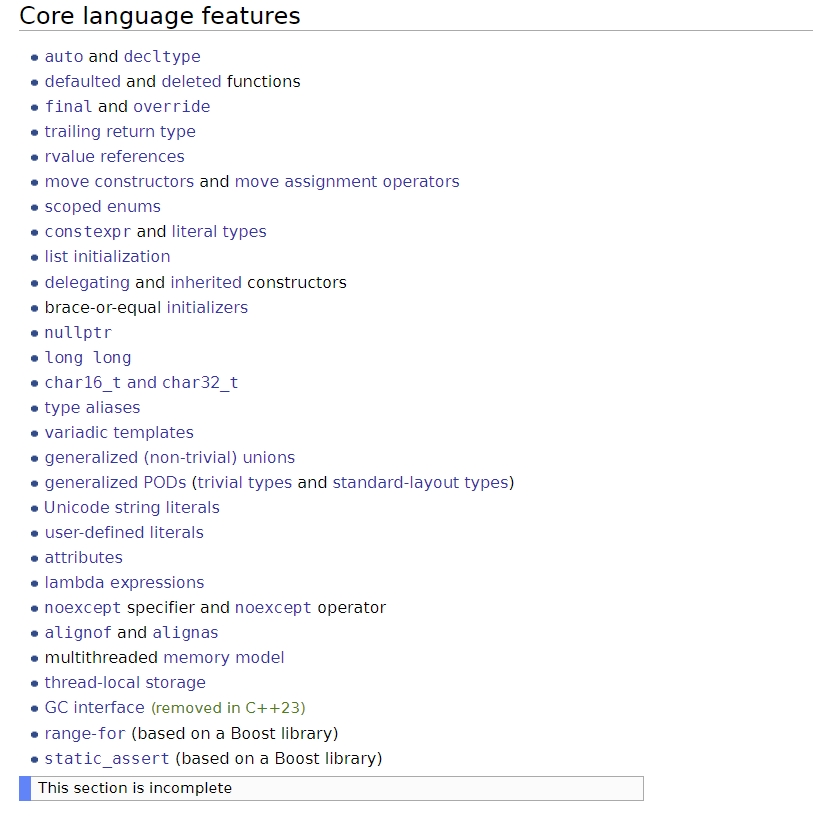 Core language features
auto and decltype
defaulted and deleted functions
final and override
trailing return type
rvalue references
move constructors and move assignment operators
scoped enums
constexpr and literal types
list initialization
delegating and inherited constructors
brace-or-equal initializers
nullptr
long long
char16_t and char32_t
type aliases
variadic templates
generalized (non-trivial) unions
generalized PODs (trivial types and standard-layout types)
Unicode string literals
user-defined literals
attributes
lambda expressions
noexcept specifier and noexcept operator
alignof and alignas
multithreaded memory model
thread-local storage
GC interface (removed in C++23)
range-for (based on a Boost library)
static_assert (based on a Boost library)
This section is incomplete